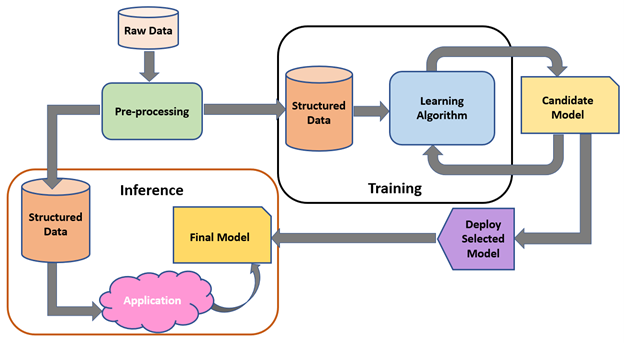 Raw Data
Pre-processing
Structured
Data
Learning
Algorithm
Candidate
Model
Training
Inference
Structured
Data
Final Model
Deploy
Selected
Model
Application